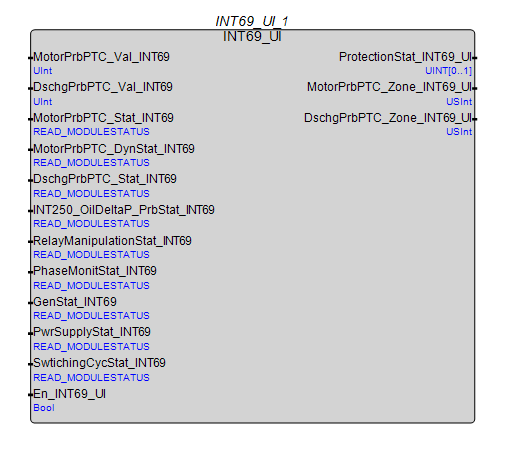 INT69_UI_1
INT69_UI
MotorPrbPTC_Val_INT69
UInt
DschgPrbPTC_Val_INT69
UInt
MotorPrbPTC_Stat_INT69
READ_MODULESTATUS
MotorPrbPTC_DynStat_INT69
READ_MODULESTATUS
DschgPrbPTC_Stat_INT69
READ_MODULESTATUS
INT250_OilDeltaP_PrbStat_INT69
READ_MODULESTATUS
RelayManipulationStat_INT69
READ_MODULESTATUS
PhaseMonitStat_INT69
READ_MODULESTATUS
GenStat_INT69
READ_MODULESTATUS
PwrSupplyStat_INT69
READ_MODULESTATUS
SwtichingCycStat_INT69
READ_MODULESTATUS
En_INT69_UI
Bool
ProtectionStat_INT69_UI
UINT[0..1]
MotorPrbPTC_Zone_INT69_UI
USInt
DschgPrbPTC_Zone_INT69_UI
USInt